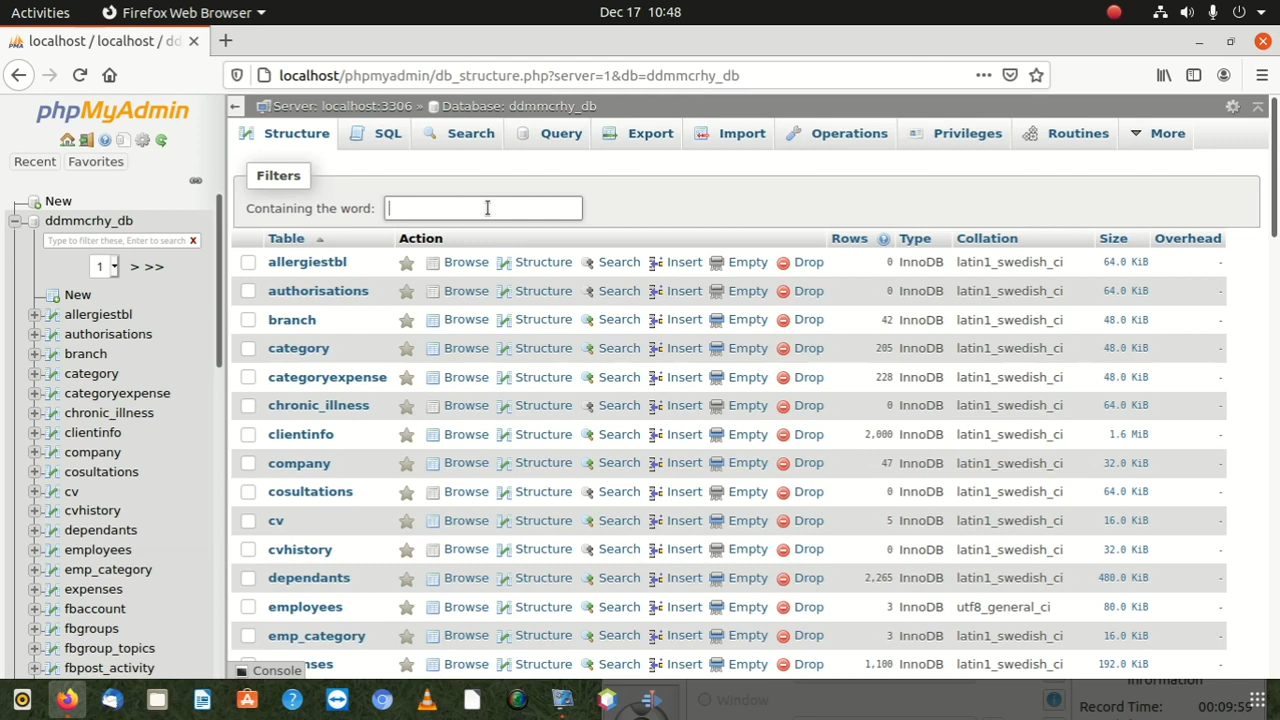 Activities Firefox Web Browser Dec 17 10:48
localhost / localhost / dd
localhost/phpmyadmin/db_structure.php?server=1&db=ddmmcrhy_db
phpMyAdmin
Recent Favorites
New
ddmmcrhy_db
Type to filter these, Enter to search X
1 > >>
New
allergiestbl
authorisations
branch
category
categoryexpense
chronic_illness
clientinfo
company
cosultations
cv
cvhistory
dependants
employees
emp_category
expenses
fbaccount
fbgroups
fbgroup_topics
fbpost_activity
Server: localhost:3306 » Database: ddmmcrhy_db
Structure SQL Search Query Export Import Operations Privileges Routines More
Filters
Containing the word:
Table Action Rows Type Collation Size Overhead
allergiestbl Browse Structure Search Insert Empty Drop 0 InnoDB latin1_swedish_ci 64.0 KiB -
authorisations Browse Structure Search Insert Empty Drop 0 InnoDB latin1_swedish_ci 64.0 KiB -
branch Browse Structure Search Insert Empty Drop 42 InnoDB latin1_swedish_ci 48.0 KiB -
category Browse Structure Search Insert Empty Drop 205 InnoDB latin1_swedish_ci 48.0 KiB -
categoryexpense Browse Structure Search Insert Empty Drop 228 InnoDB latin1_swedish_ci 48.0 KiB -
chronic_illness Browse Structure Search Insert Empty Drop 0 InnoDB latin1_swedish_ci 64.0 KiB -
clientinfo Browse Structure Search Insert Empty Drop 2,000 InnoDB latin1_swedish_ci 1.6 MiB -
company Browse Structure Search Insert Empty Drop 47 InnoDB latin1_swedish_ci 32.0 KiB -
cosultations Browse Structure Search Insert Empty Drop 0 InnoDB latin1_swedish_ci 64.0 KiB -
cv Browse Structure Search Insert Empty Drop 5 InnoDB latin1_swedish_ci 16.0 KiB -
cvhistory Browse Structure Search Insert Empty Drop 0 InnoDB latin1_swedish_ci 32.0 KiB -
dependants Browse Structure Search Insert Empty Drop 2,265 InnoDB latin1_swedish_ci 480.0 KiB -
employees Browse Structure Search Insert Empty Drop 3 InnoDB utf8_general_ci 80.0 KiB -
emp_category Browse Structure Search Insert Empty Drop 3 InnoDB latin1_swedish_ci 16.0 KiB -
nses Browse Structure Search Insert Empty Drop 1,100 InnoDB latin1_swedish_ci 192.0 KiB -
Console
Window
Information
Record Time: 00:09:59